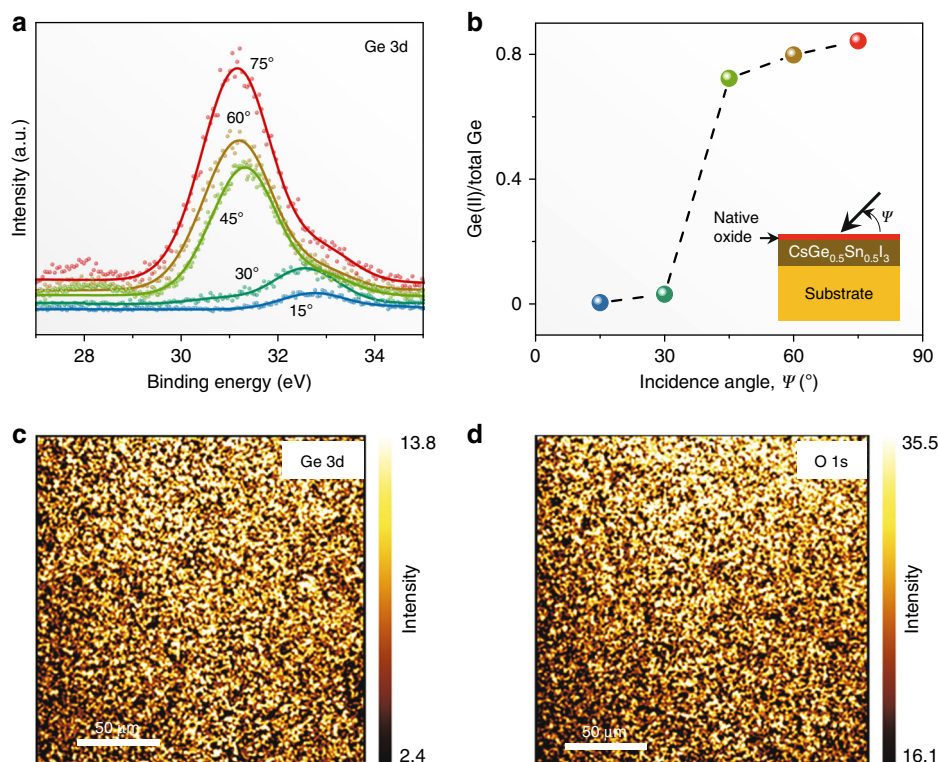 a
Ge 3d
75°
60°
45°
30°
15°
Intensity (a.u.)
28 30 32 34
Binding energy (eV)
b
0.8
0.4
0
Ge(II)/total Ge
Native
oxide
Ψ
CsGe₀.₅Sn₀.₅I₃
Substrate
0 30 60 90
Incidence angle, Ψ (°)
c
Ge 3d
50 µm
13.8
Intensity
2.4
d
O 1s
50 µm
35.5
Intensity
16.1